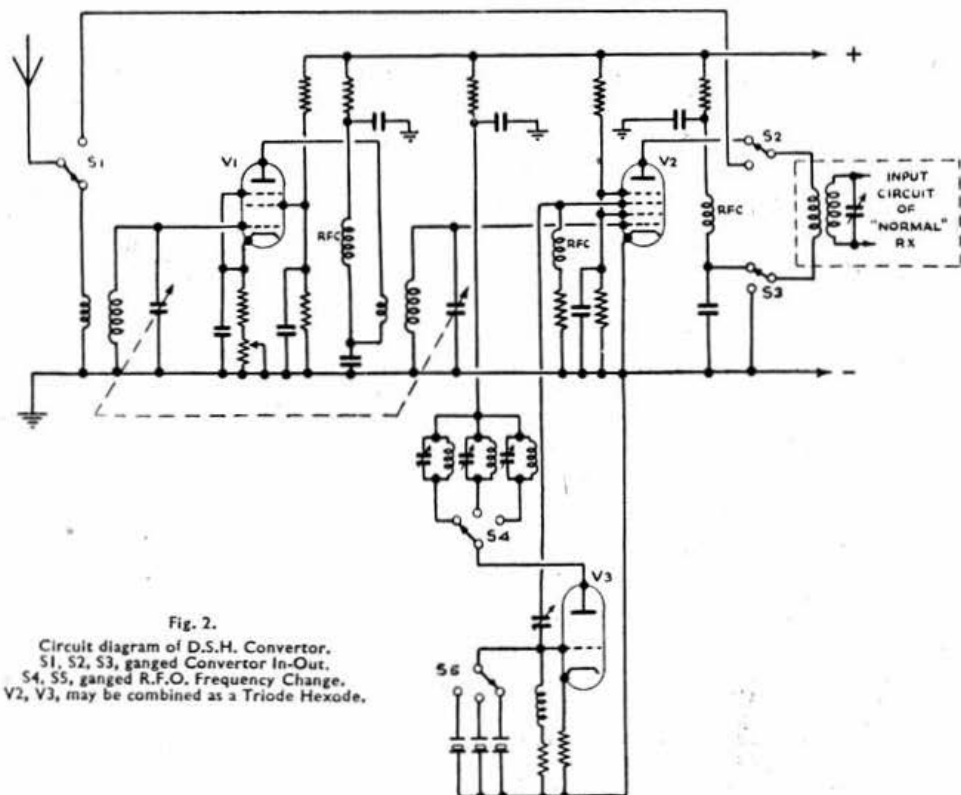 S1
V1
RFC
+
V2
RFC
RFC
S2
S3
INPUT
CIRCUIT
OF
"NORMAL"
RX
-
S4
V3
S6
Fig. 2.
Circuit diagram of D.S.H. Convertor.
S1, S2, S3, ganged Convertor In-Out.
S4, S5, ganged R.F.O. Frequency Change.
V2, V3, may be combined as a Triode Hexode.